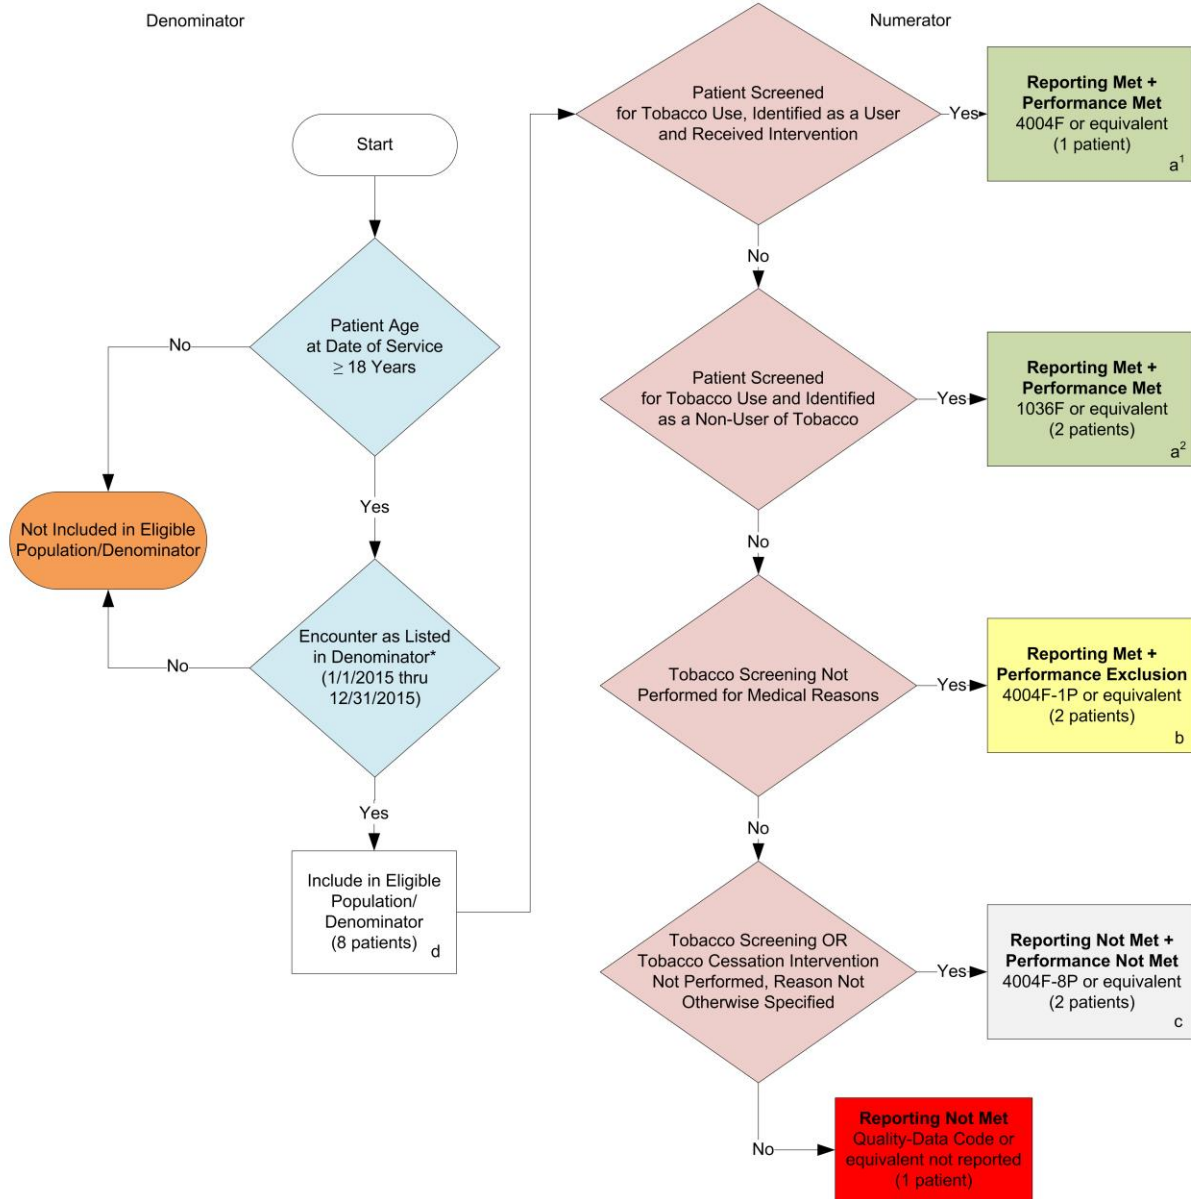 Denominator
Numerator
Start
Patient Age
at Date of Service
≥ 18 Years
No
Yes
Not Included in Eligible
Population/Denominator
Encounter as Listed
in Denominator*
(1/1/2015 thru
12/31/2015)
No
Yes
Include in Eligible
Population/
Denominator
(8 patients)
d
Patient Screened
for Tobacco Use, Identified as a User
and Received Intervention
Yes
Reporting Met +
Performance Met
4004F or equivalent
(1 patient)
a1
No
Patient Screened
for Tobacco Use and Identified
as a Non-User of Tobacco
Yes
Reporting Met +
Performance Met
1036F or equivalent
(2 patients)
a2
No
Tobacco Screening Not
Performed for Medical Reasons
Yes
Reporting Met +
Performance Exclusion
4004F-1P or equivalent
(2 patients)
b
No
Tobacco Screening OR
Tobacco Cessation Intervention
Not Performed, Reason Not
Otherwise Specified
Yes
Reporting Not Met +
Performance Not Met
4004F-8P or equivalent
(2 patients)
c
No
Reporting Not Met
Quality-Data Code or
equivalent not reported
(1 patient)